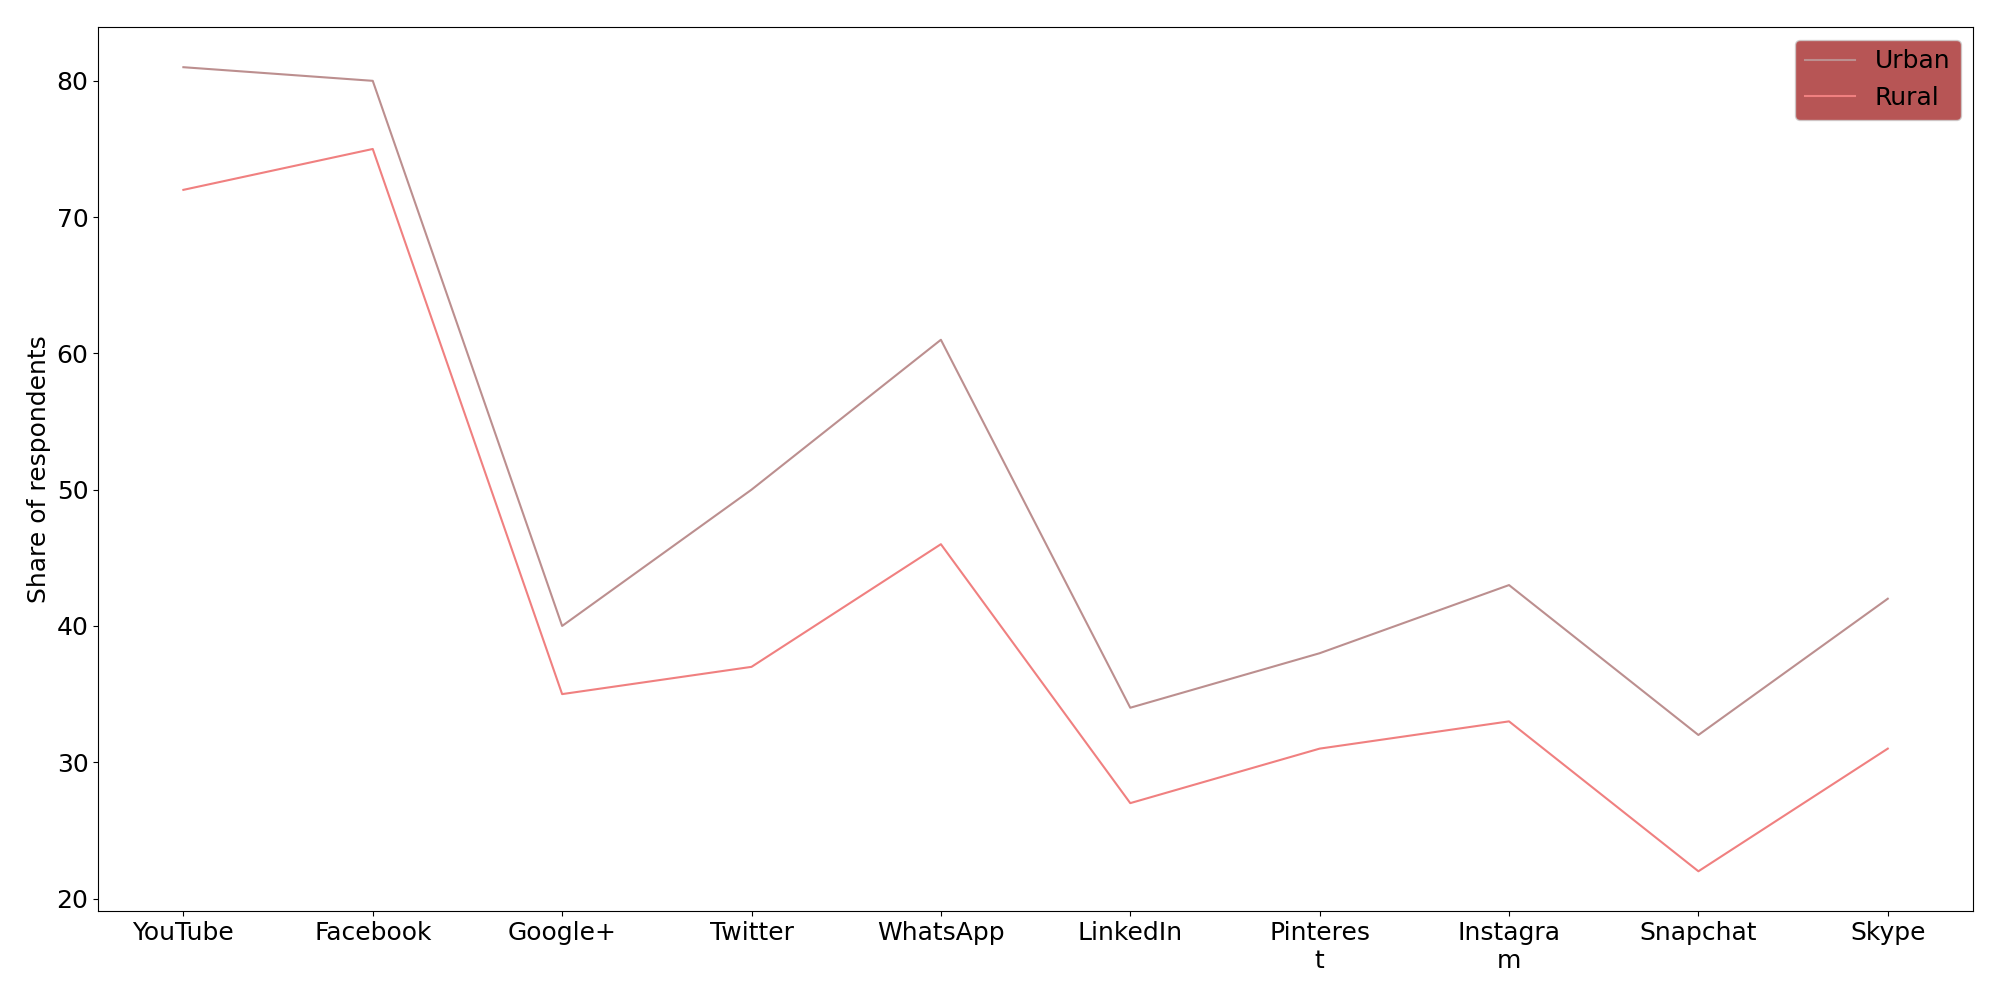 Urban
Rural
Share of respondents
80
70
60
50
40
30
20
YouTube
Facebook
Google+
Twitter
WhatsApp
LinkedIn
Pinteres
t
Instagra
m
Snapchat
Skype